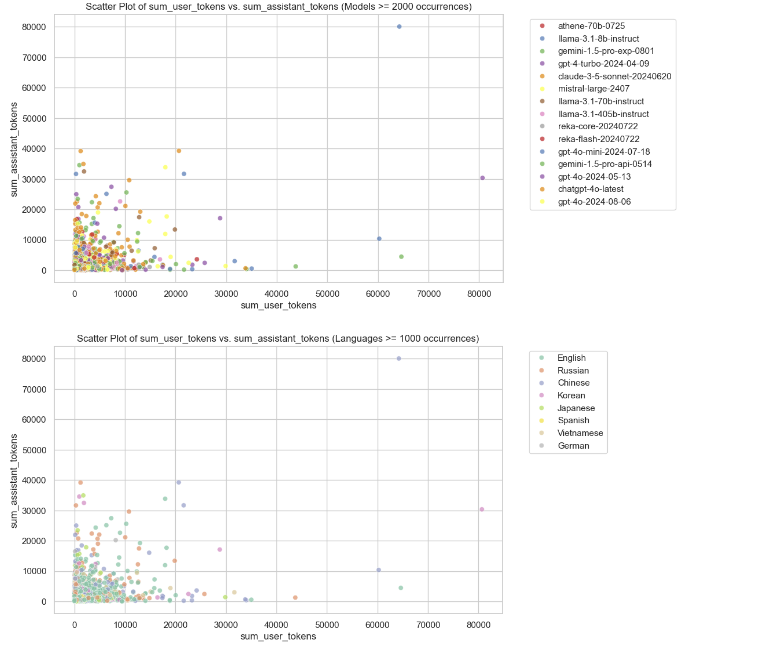 Scatter Plot of sum_user_tokens vs. sum_assistant_tokens (Models >= 2000 occurrences)
80000
70000
60000
50000
40000
30000
20000
10000
0
sum_assistant_tokens
0 10000 20000 30000 40000 50000 60000 70000 80000
sum_user_tokens
athene-70b-0725
llama-3.1-8b-instruct
gemini-1.5-pro-exp-0801
gpt-4-turbo-2024-04-09
claude-3-5-sonnet-20240620
mistral-large-2407
llama-3.1-70b-instruct
llama-3.1-405b-instruct
reka-core-20240722
reka-flash-20240722
gpt-4o-mini-2024-07-18
gemini-1.5-pro-api-0514
gpt-4o-2024-05-13
chatgpt-4o-latest
gpt-4o-2024-08-06
Scatter Plot of sum_user_tokens vs. sum_assistant_tokens (Languages >= 1000 occurrences)
80000
70000
60000
50000
40000
30000
20000
10000
0
sum_assistant_tokens
0 10000 20000 30000 40000 50000 60000 70000 80000
sum_user_tokens
English
Russian
Chinese
Korean
Japanese
Spanish
Vietnamese
German